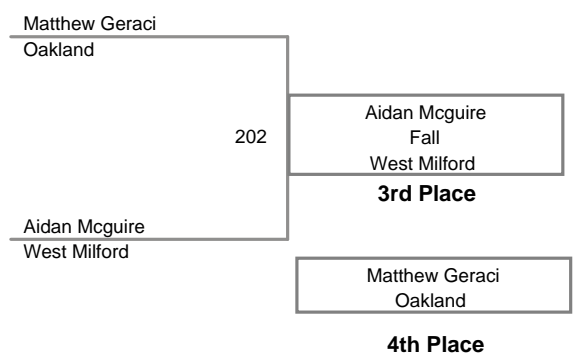 Matthew Geraci
Oakland
202
Aidan Mcguire
Fall
West Milford
3rd Place
Aidan Mcguire
West Milford
Matthew Geraci
Oakland
4th Place